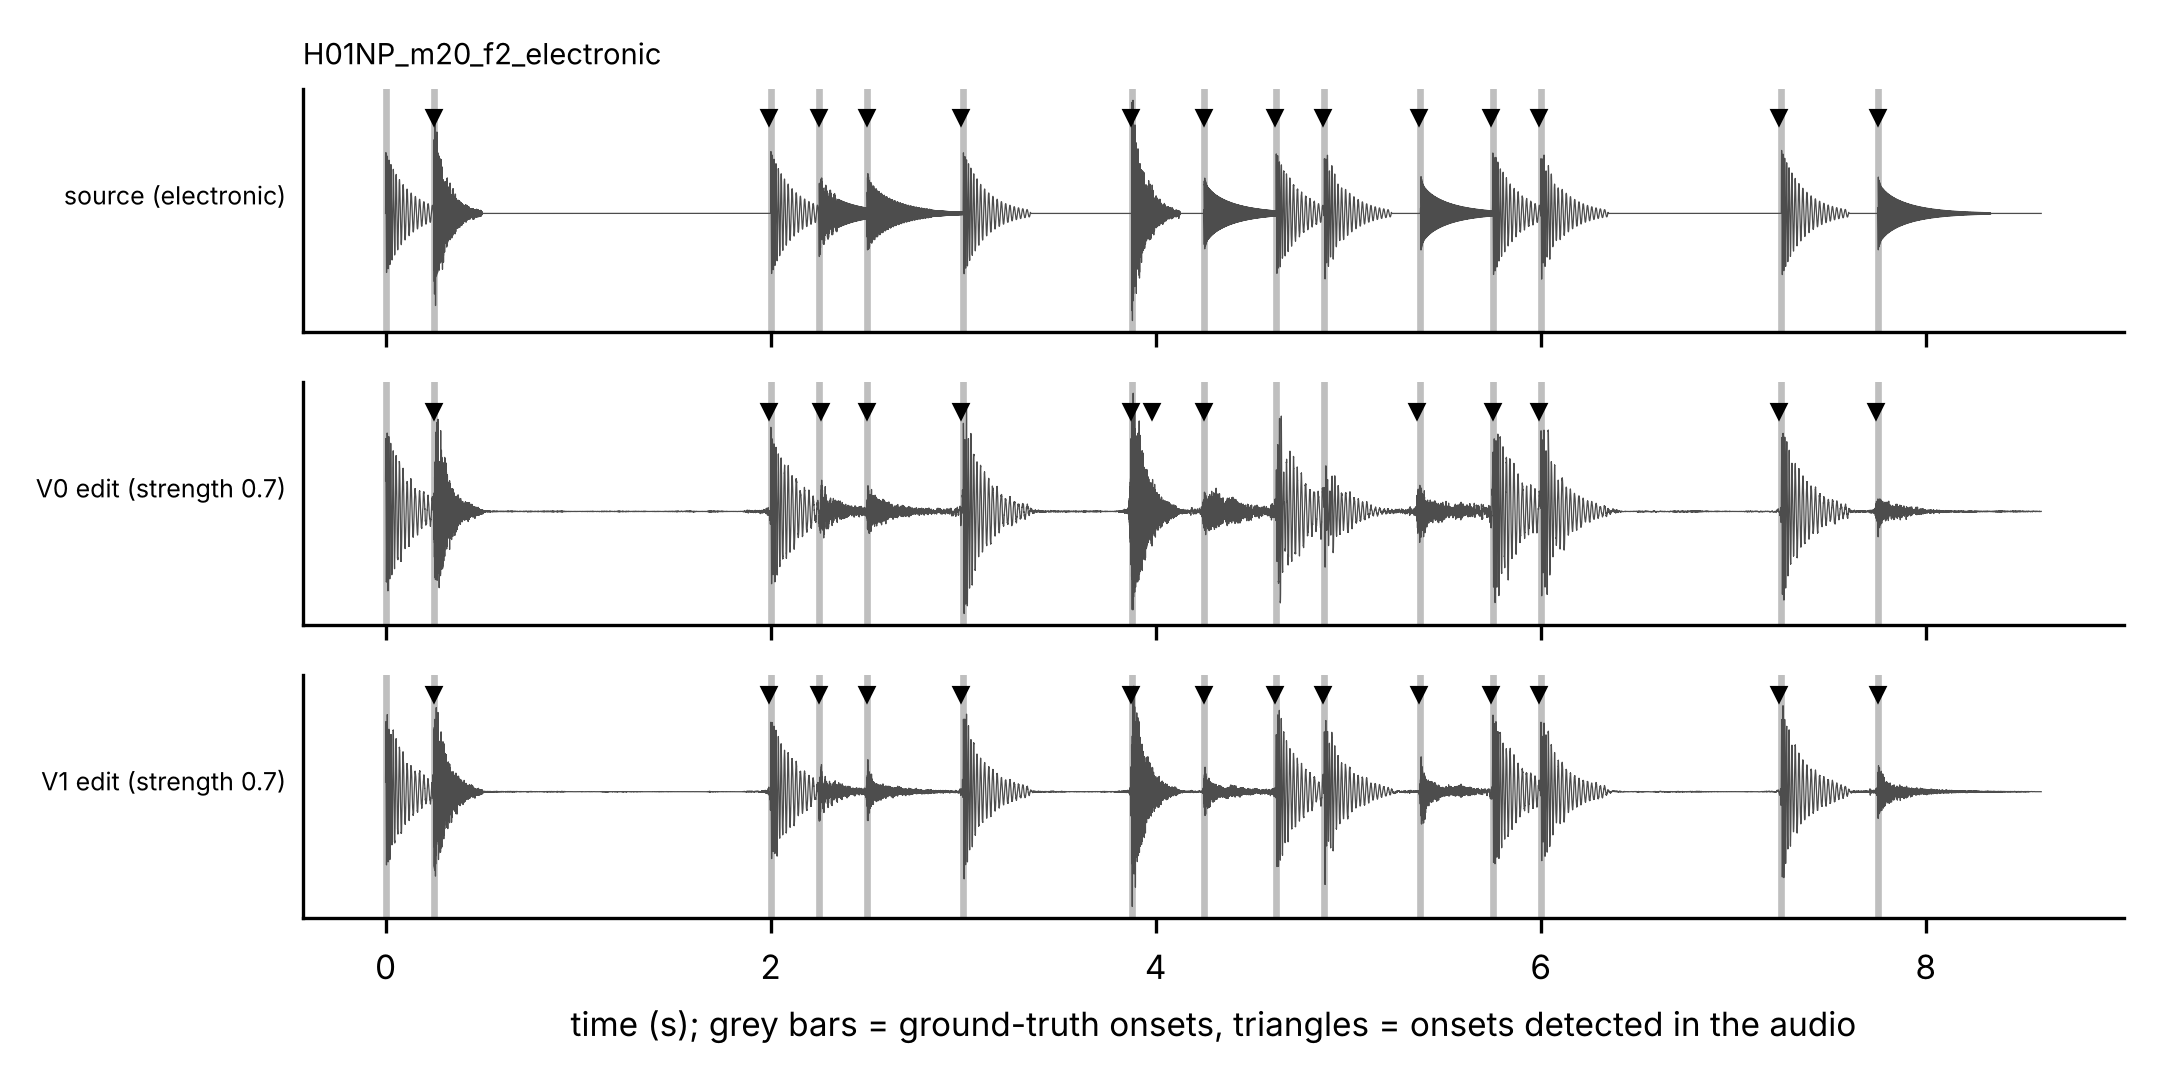 H01NP_m20_f2_electronic
source (electronic)
V0 edit (strength 0.7)
V1 edit (strength 0.7)
0 2 4 6 8
time (s); grey bars = ground-truth onsets, triangles = onsets detected in the audio